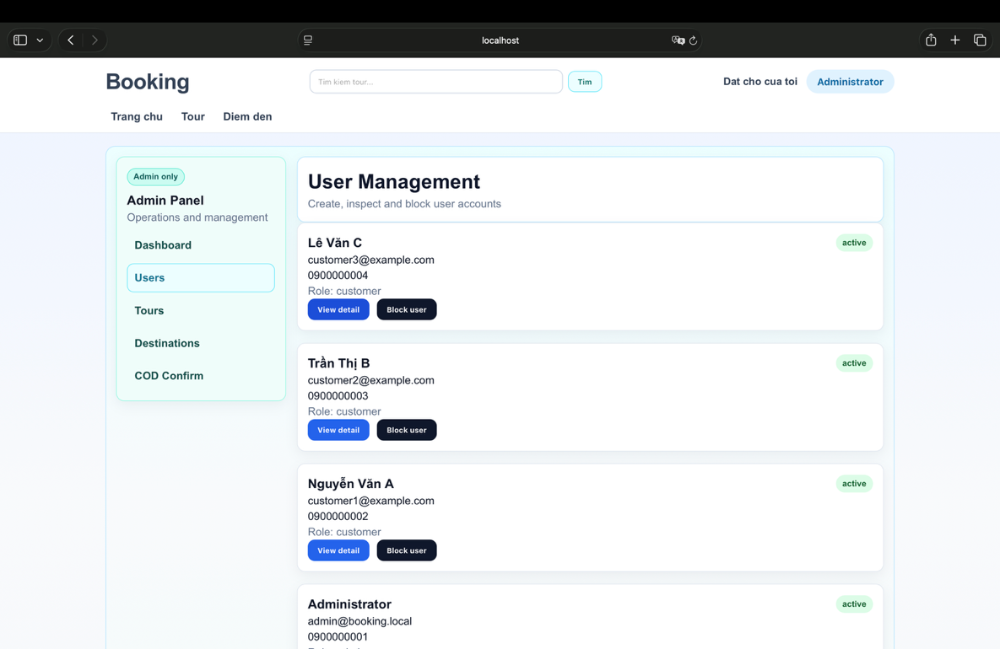 localhost
Booking
Tim kiem tour...
Tim
Dat cho cua toi
Administrator
Trang chu
Tour
Diem den
Admin only
Admin Panel
Operations and management
Dashboard
Users
Tours
Destinations
COD Confirm
User Management
Create, inspect and block user accounts
Lê Văn C
active
customer3@example.com
0900000004
Role: customer
View detail
Block user
Trần Thị B
active
customer2@example.com
0900000003
Role: customer
View detail
Block user
Nguyễn Văn A
active
customer1@example.com
0900000002
Role: customer
View detail
Block user
Administrator
active
admin@booking.local
0900000001